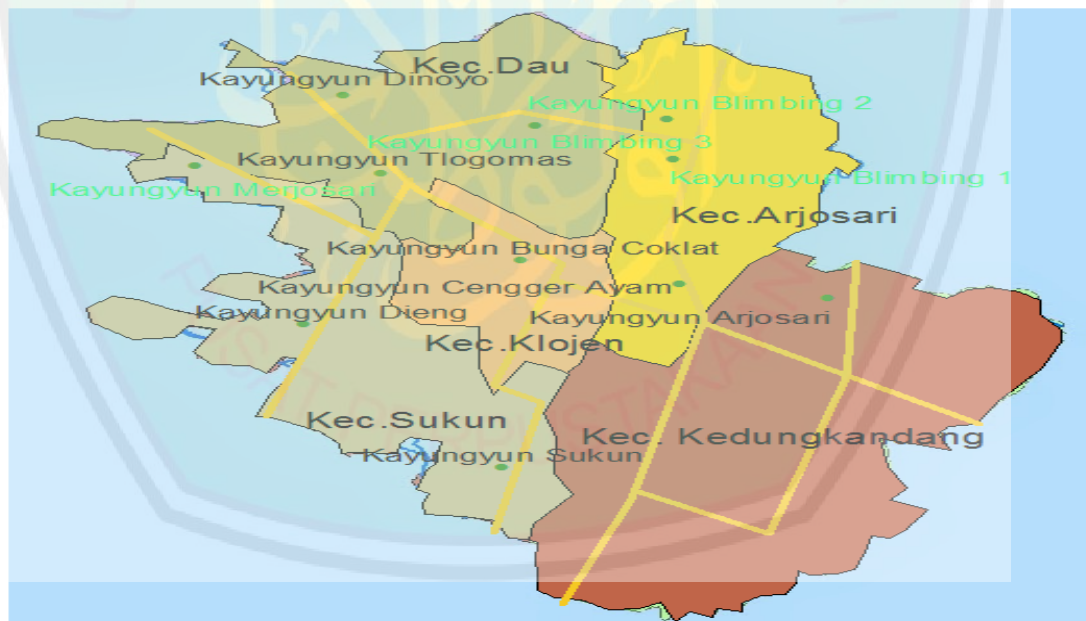 Kec.Dau
Kayungyun Dinoyo
Kayungyun Blimbing 2
Kayungyun Blimbing 3
Kayungyun Tlogomas
Kayungyun Merjosari
Kayungyun Blimbing 1
Kec.Arjosari
Kayungyun Bunga Coklat
Kayungyun Cengger Ayam
Kayungyun Dieng
Kayungyun Arjosari
Kec.Klojen
Kec.Sukun
Kec. Kedungkandang
Kayungyun Sukun